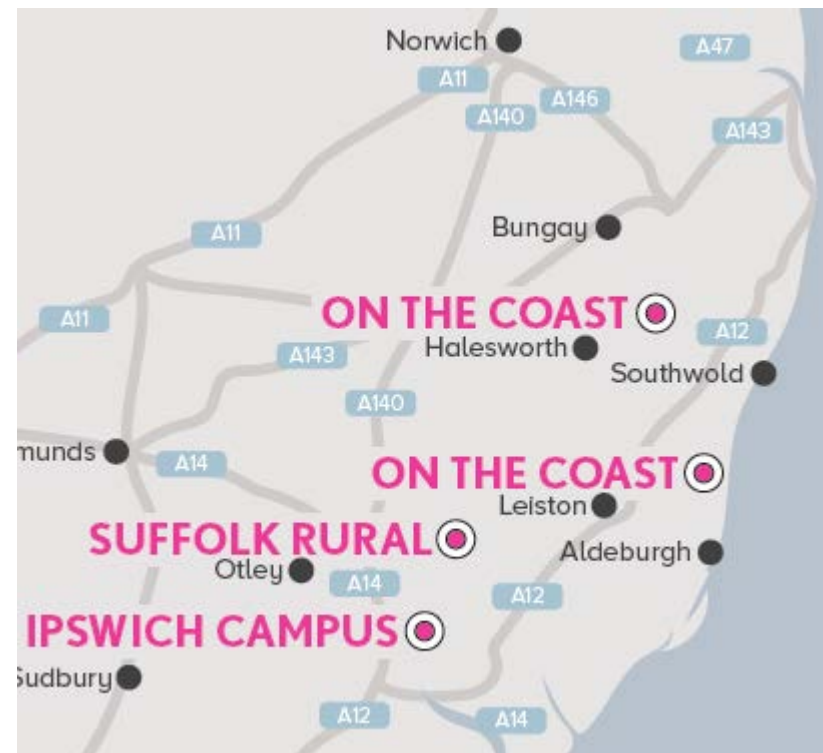 Norwich
A47
A11
A146
A140
A143
Bungay
A11
ON THE COAST
A11
A12
Halesworth
A143
Southwold
A140
munds
A14
ON THE COAST
Leiston
SUFFOLK RURAL
Aldeburgh
Otley
A14
A12
IPSWICH CAMPUS
Sudbury
A12
A14